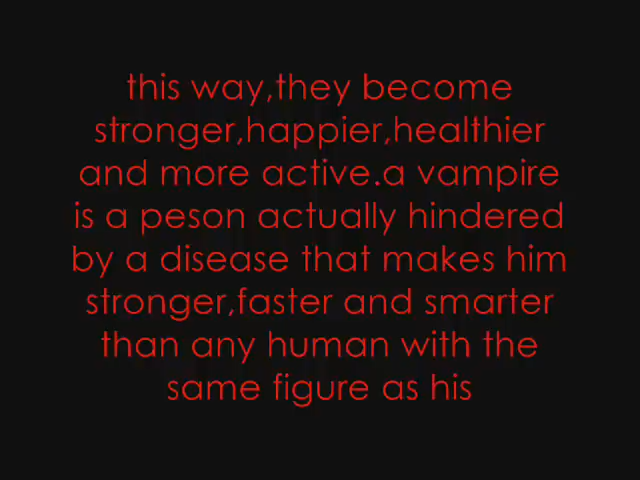 this way,they become
stronger,happier,healthier
and more active.a vampire
is a peson actually hindered
by a disease that makes him
stronger,faster and smarter
than any human with the
same figure as his